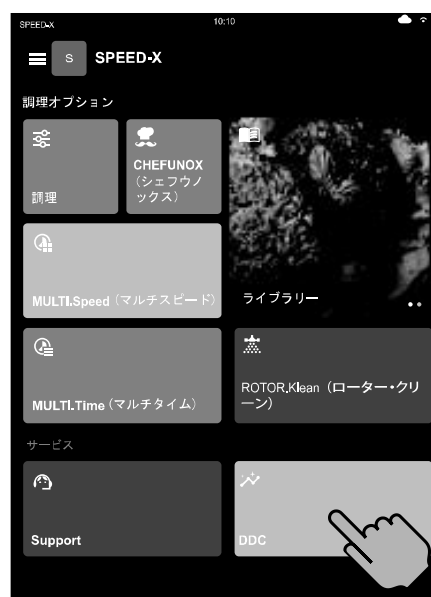 SPEED-X
10:10
S SPEED-X
調理オプション
調理
CHEFUNOX
(シェフウノ
ックス)
MULTI.Speed (マルチスピード)
ライブラリー
MULTI.Time (マルチタイム)
ROTOR.Klean (ローター・クリ
ーン)
サービス
Support
DDC